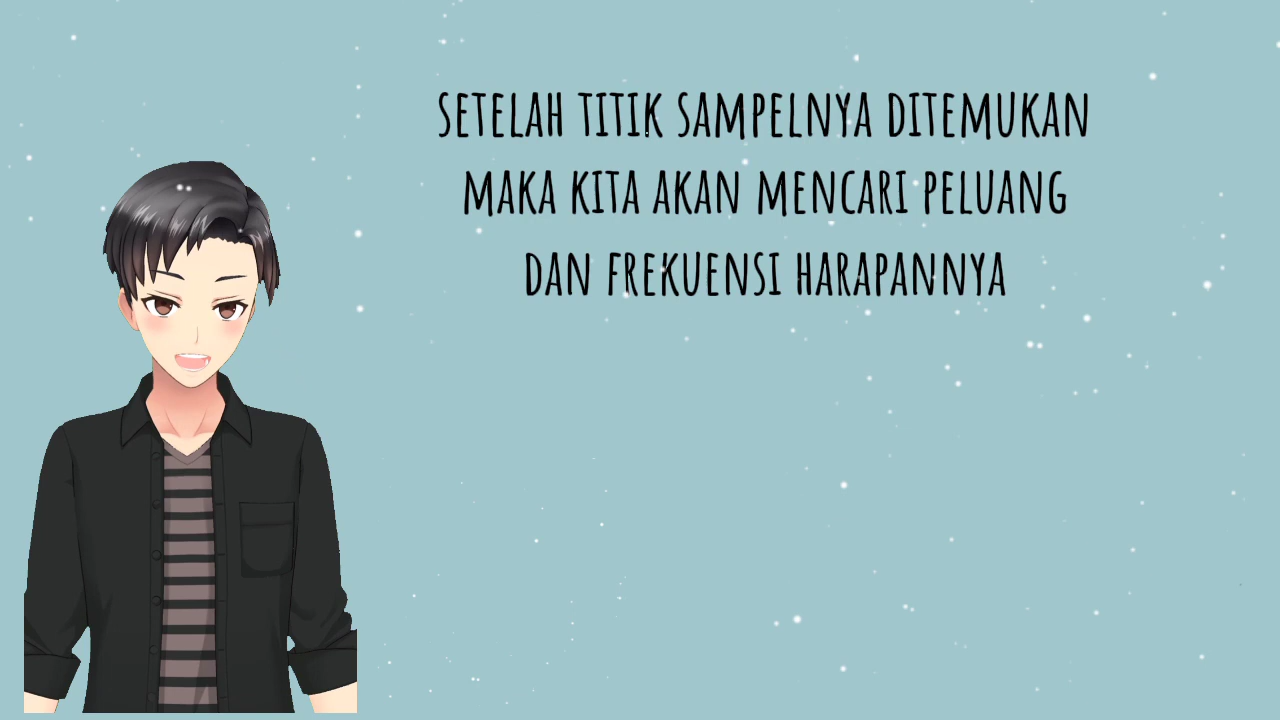 SETELAH TITIK SAMPELNYA DITEMUKAN
MAKA KITA AKAN MENCARI PELUANG
DAN FREKUENSI HARAPANNYA